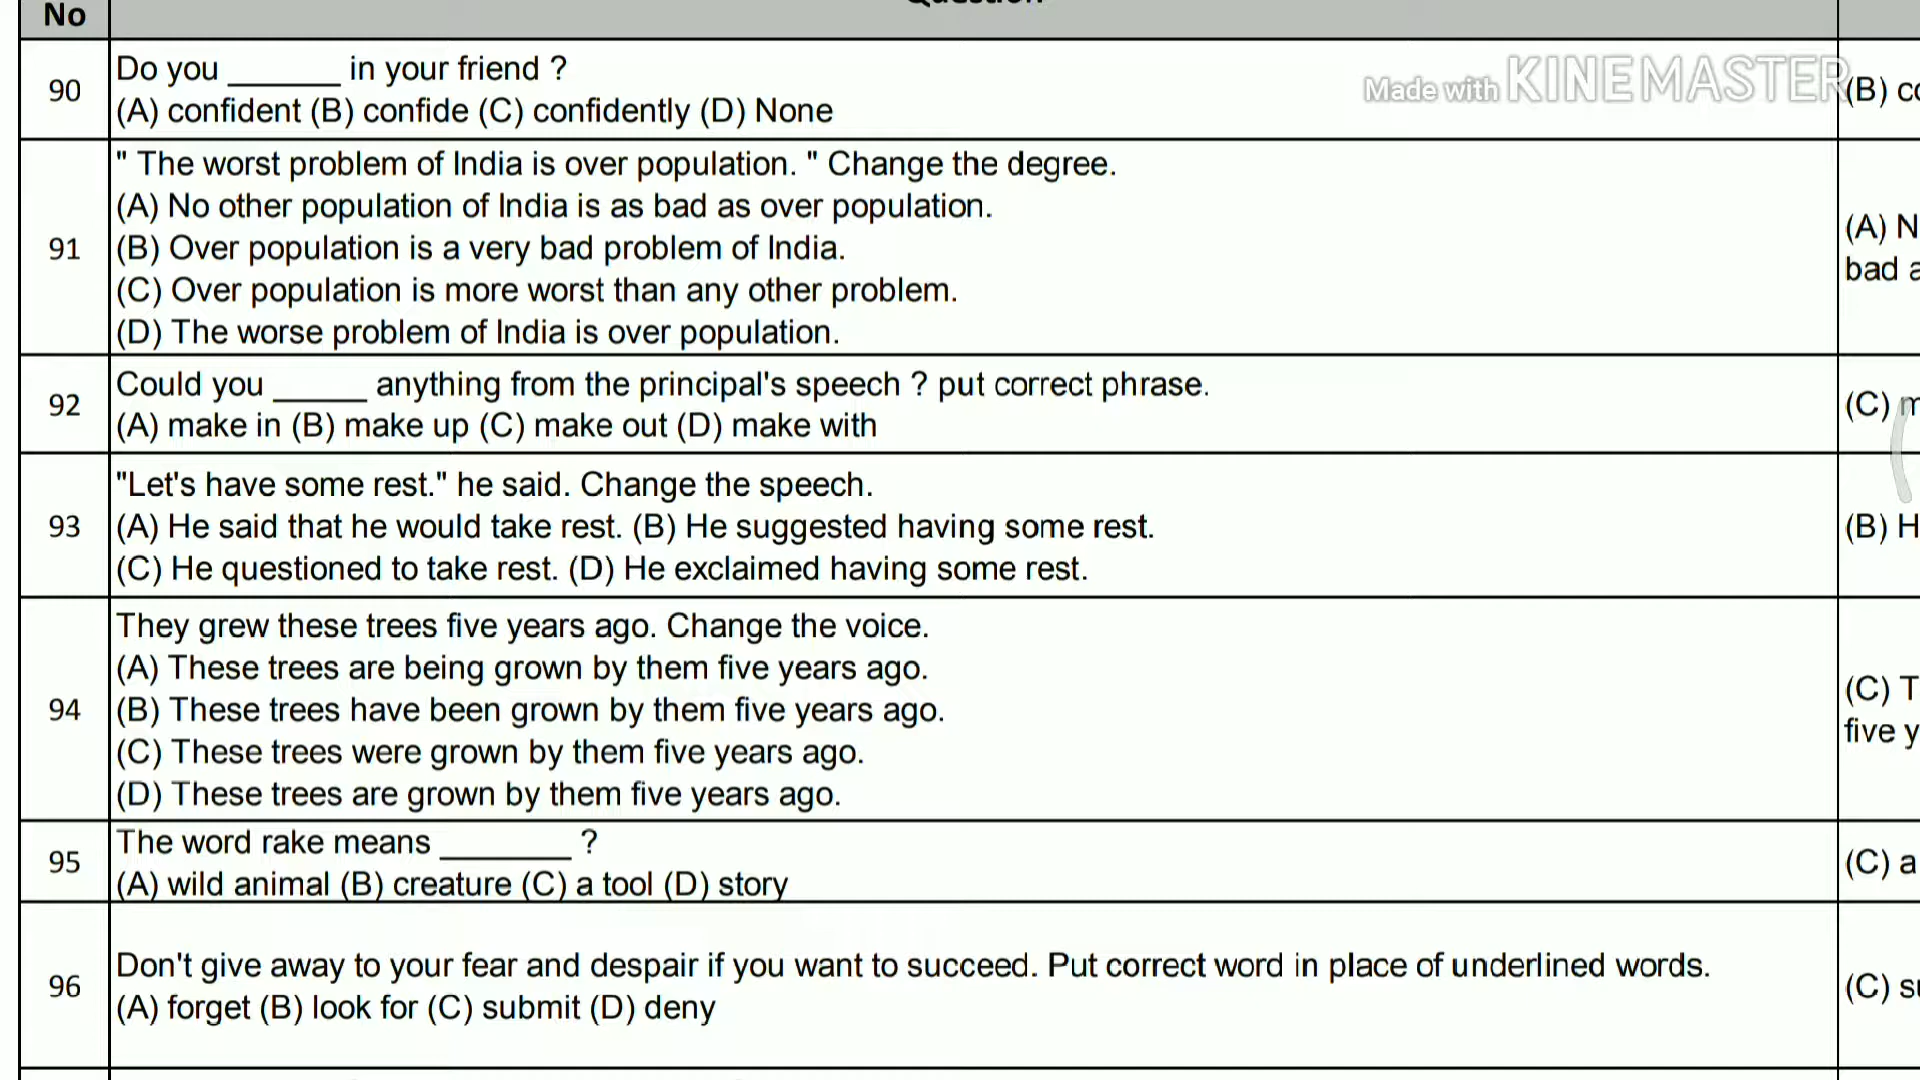 No
Question
90
Do you ______ in your friend ?
(A) confident (B) confide (C) confidently (D) None
Made with KINEMASTER
(B)
91
" The worst problem of India is over population. " Change the degree.
(A) No other population of India is as bad as over population.
(B) Over population is a very bad problem of India.
(C) Over population is more worst than any other problem.
(D) The worse problem of India is over population.
(A)
bad
92
Could you _____ anything from the principal's speech ? put correct phrase.
(A) make in (B) make up (C) make out (D) make with
(C)
93
"Let's have some rest." he said. Change the speech.
(A) He said that he would take rest. (B) He suggested having some rest.
(C) He questioned to take rest. (D) He exclaimed having some rest.
(B)
94
They grew these trees five years ago. Change the voice.
(A) These trees are being grown by them five years ago.
(B) These trees have been grown by them five years ago.
(C) These trees were grown by them five years ago.
(D) These trees are grown by them five years ago.
(C)
five
95
The word rake means _______ ?
(A) wild animal (B) creature (C) a tool (D) story
(C) a
96
Don't give away to your fear and despair if you want to succeed. Put correct word in place of underlined words.
(A) forget (B) look for (C) submit (D) deny
(C)